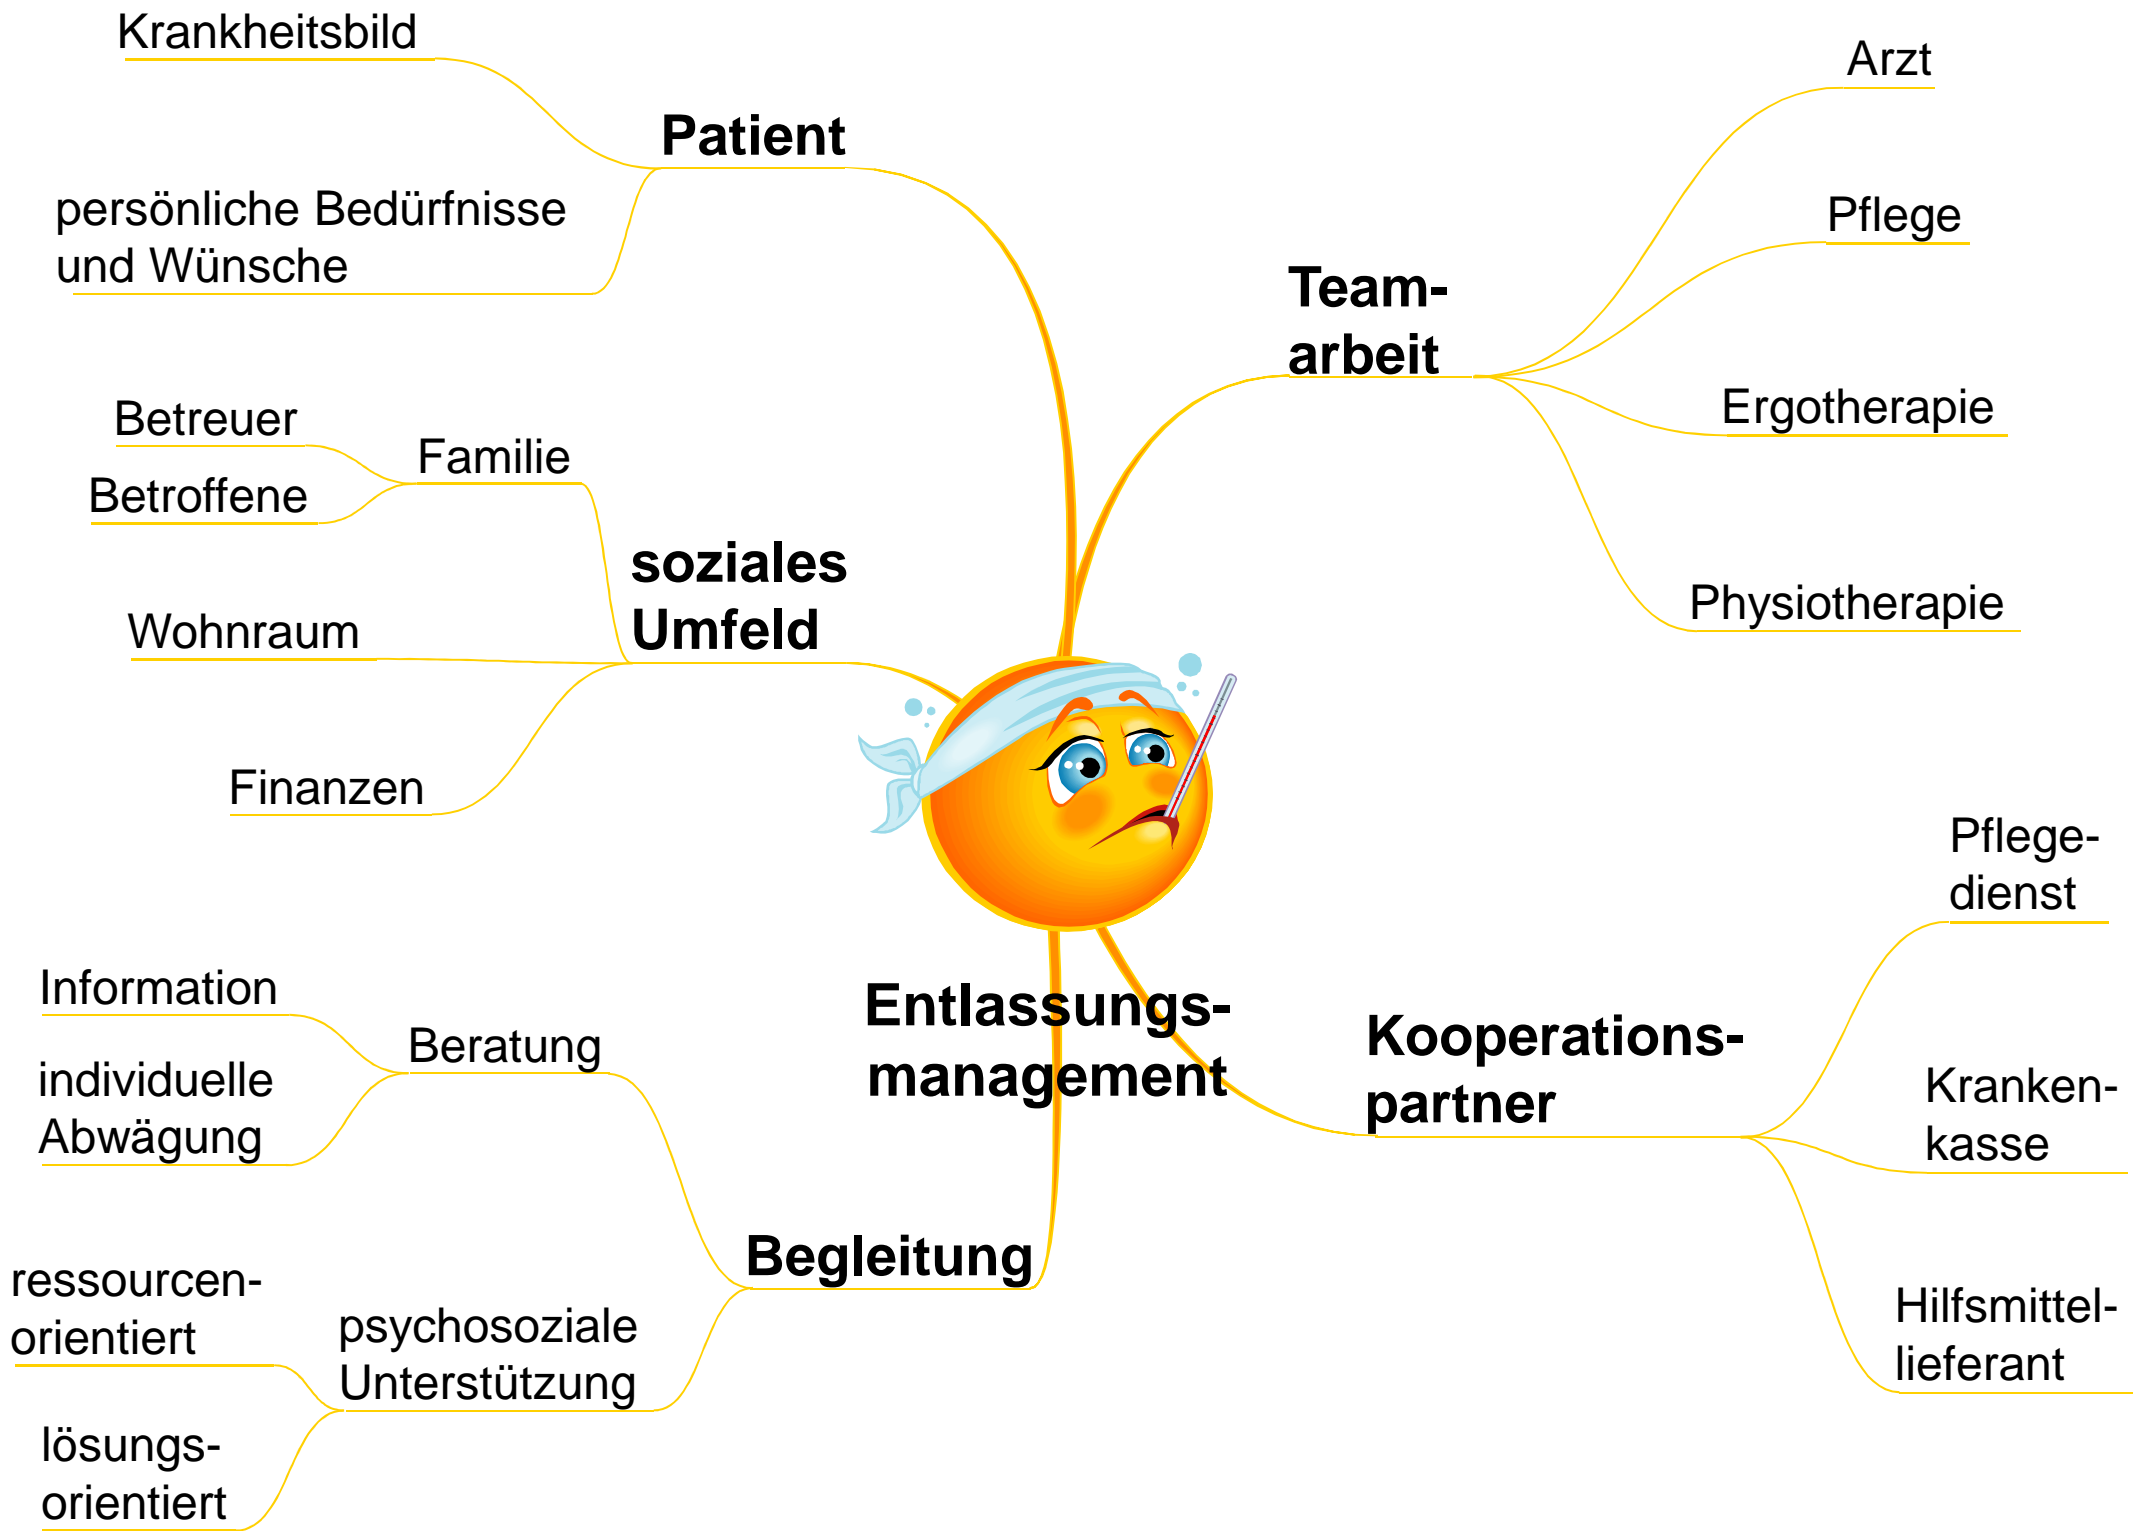 Krankheitsbild
Patient
persönliche Bedürfnisse
und Wünsche
Betreuer
Betroffene
Familie
soziales
Umfeld
Wohnraum
Finanzen
Team-
arbeit
Arzt
Pflege
Ergotherapie
Physiotherapie
Entlassungs-
management
Kooperations-
partner
Pflege-
dienst
Kranken-
kasse
Hilfsmittel-
lieferant
Begleitung
Beratung
Information
individuelle
Abwägung
psychosoziale
Unterstützung
ressourcen-
orientiert
lösungs-
orientiert